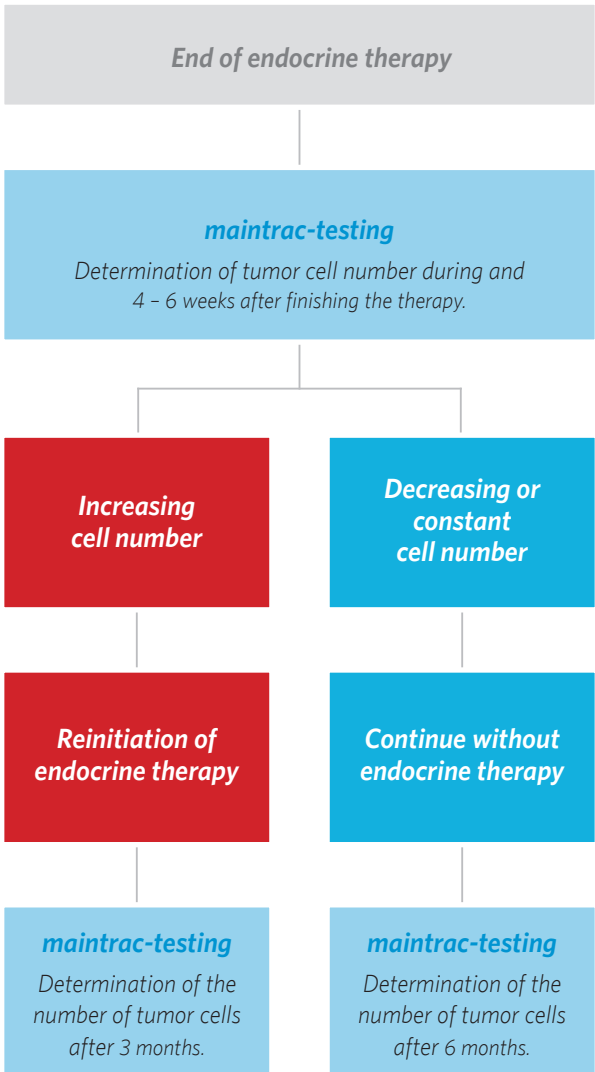 End of endocrine therapy
maintrac-testing
Determination of tumor cell number during and
4 – 6 weeks after finishing the therapy.
Increasing
cell number
Decreasing or
constant
cell number
Reinitiation of
endocrine therapy
Continue without
endocrine therapy
maintrac-testing
Determination of the
number of tumor cells
after 3 months.
maintrac-testing
Determination of the
number of tumor cells
after 6 months.